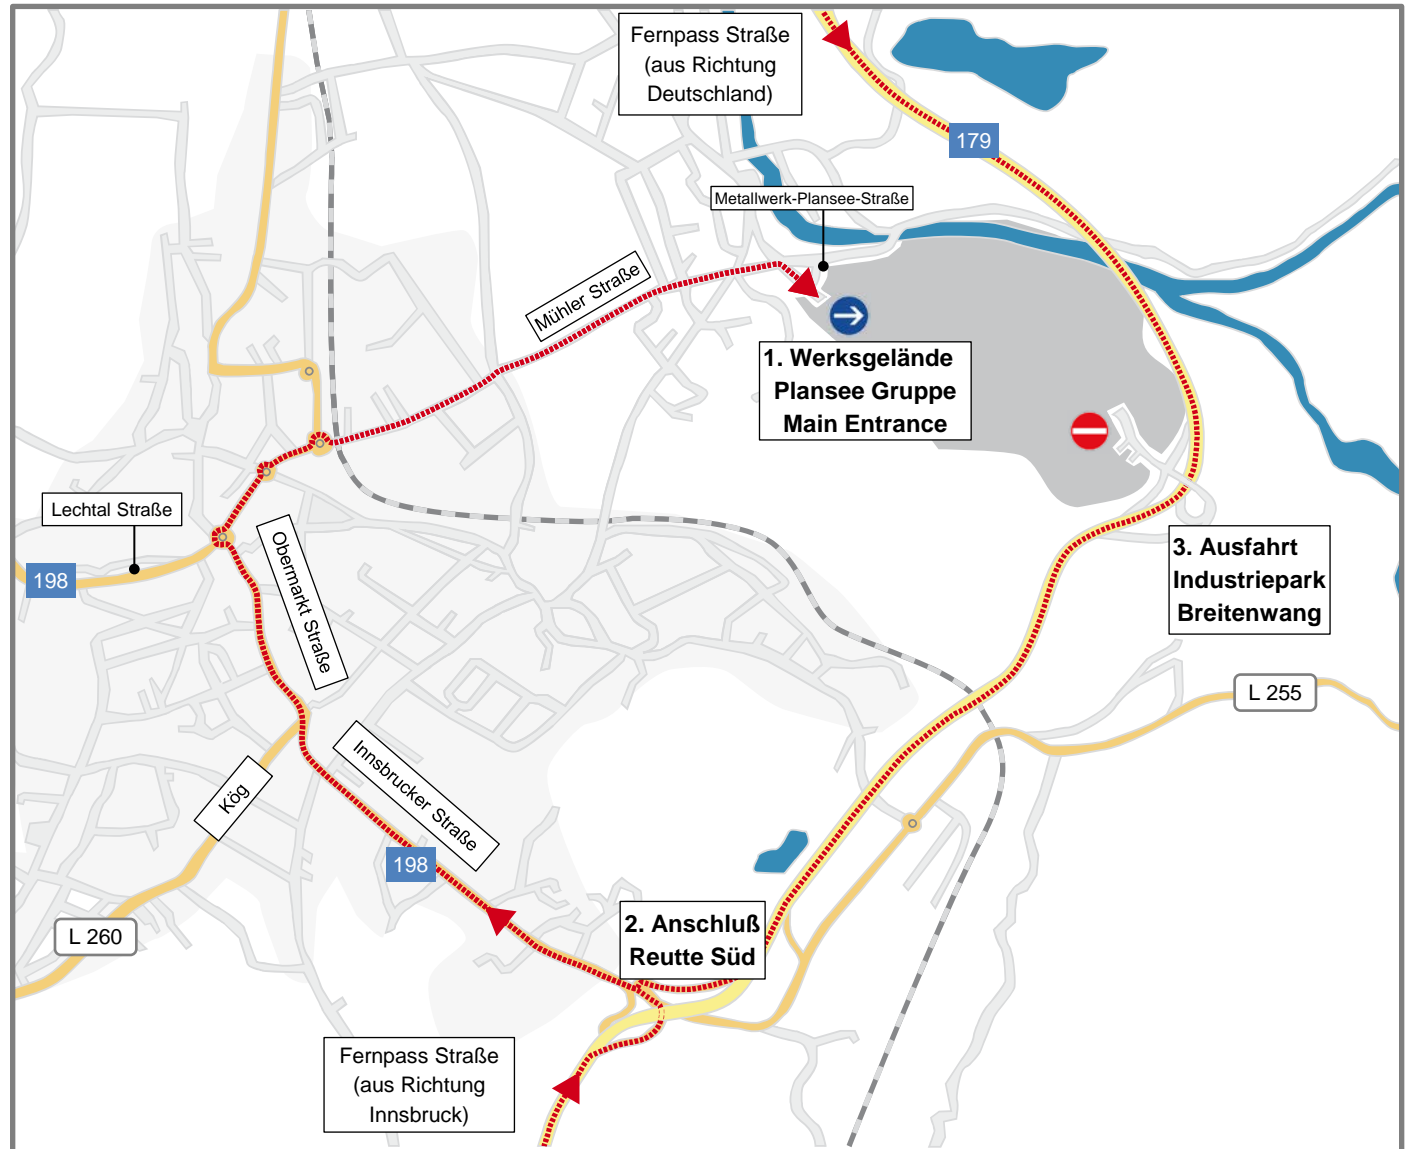 Fernpass Straße
(aus Richtung
Deutschland)
179
Metallwerk-Plansee-Straße
Mühler Straße
1. Werksgelände
Plansee Gruppe
Main Entrance
Lechtal Straße
198
Obermarkt Straße
3. Ausfahrt
Industriepark
Breitenwang
L 255
Innsbrucker Straße
Kög
198
L 260
2. Anschluß
Reutte Süd
Fernpass Straße
(aus Richtung
Innsbruck)